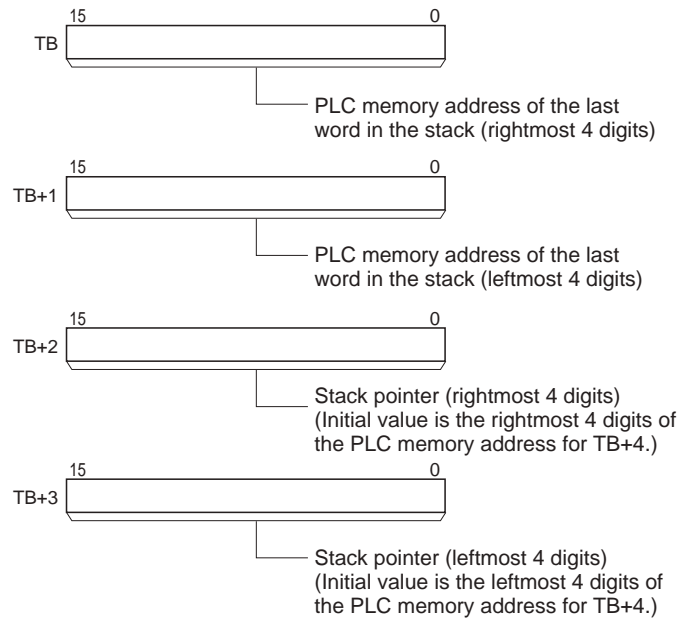 15 0
TB
PLC memory address of the last
word in the stack (rightmost 4 digits)
15 0
TB+1
PLC memory address of the last
word in the stack (leftmost 4 digits)
15 0
TB+2
Stack pointer (rightmost 4 digits)
(Initial value is the rightmost 4 digits of
the PLC memory address for TB+4.)
15 0
TB+3
Stack pointer (leftmost 4 digits)
(Initial value is the leftmost 4 digits of
the PLC memory address for TB+4.)